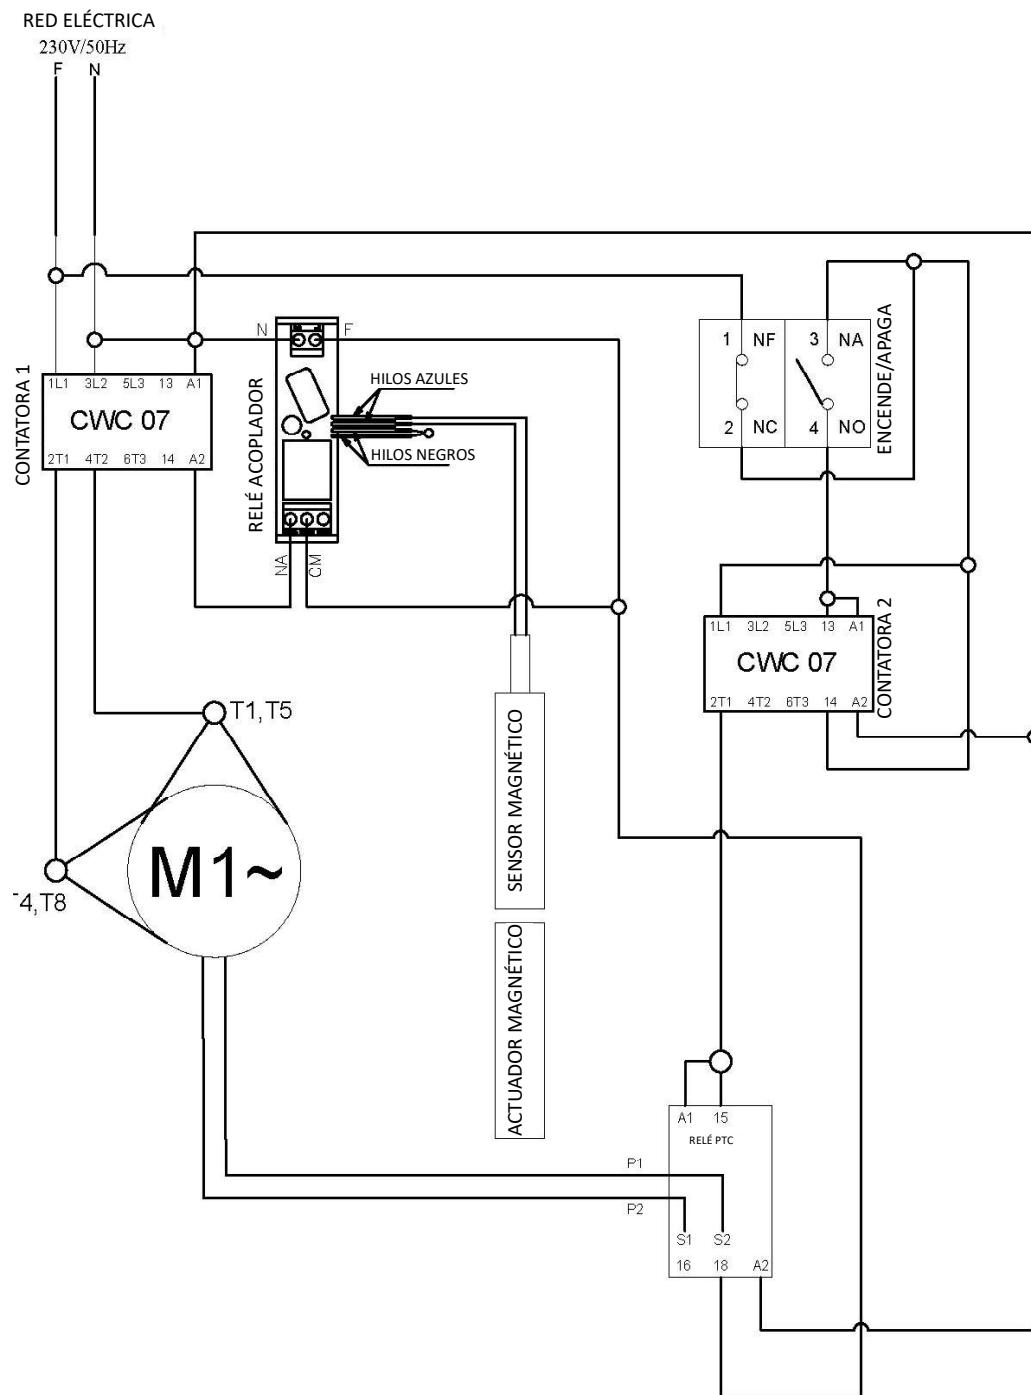 RED ELÉCTRICA
230V/50Hz
F N
N F
1 NF 3 NA
2 NC 4 NO
ENCENDE/APAGA
CONTATORA 1
1L1 3L2 5L3 13 A1
CWC 07
2T1 4T2 6T3 14 A2
RELÉ ACOPLADOR
HILOS AZULES
HILOS NEGROS
NA CM
1L1 3L2 5L3 13 A1
CWC 07
2T1 4T2 6T3 14 A2
CONTATORA 2
T1,T5
SENSOR MAGNÉTICO
M1~
4,T8
ACTUADOR MAGNÉTICO
A1 15
RELÉ PTC
P1
P2
S1 S2
16 18 A2